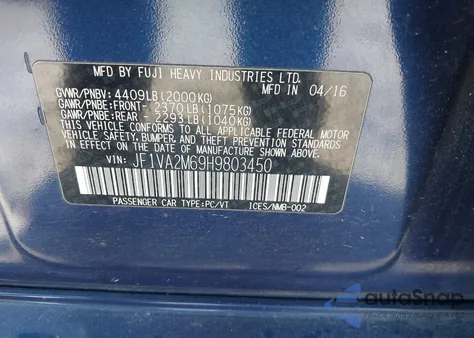 MFD. BY FUJI HEAVY INDUSTRIES LTD.
GVWR/PNBV: 4409LB (2000KG) MFD IN 04/16
GAWR/PNBE:FRONT- 2370LB (1075KG)
GAWR/PNBE:REAR - 2293LB (1040KG)
THIS VEHICLE CONFORMS TO ALL APPLICABLE FEDERAL MOTOR
VEHICLE SAFETY, BUMPER, AND THEFT PREVENTION STANDARDS
IN EFFECT ON THE DATE OF MANUFACTURE SHOWN ABOVE.
VIN: JF1VA2M69H9803450
PASSENGER CAR TYPE:PC/VT ICES/NMB-002
autoSnap